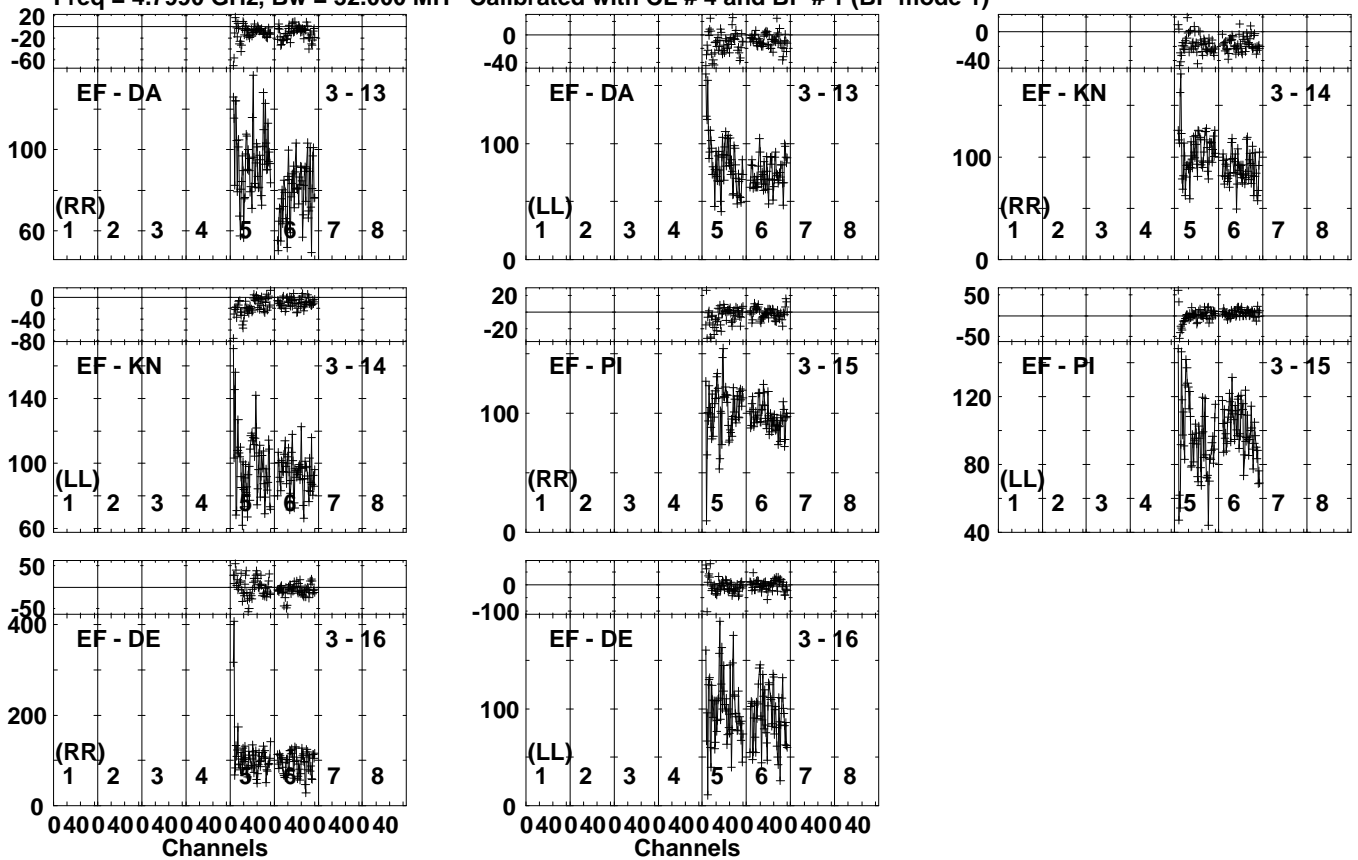 Freq = 4.7990 GHz, Bw = 32.000 MH Calibrated with CL # 4 and BP # 1 (BP mode 1)
20
-20
-60
EF - DA 3 - 13
100
60
(RR)
1 2 3 4 5 6 7 8
0
-40
EF - DA 3 - 13
100
0
(LL)
1 2 3 4 5 6 7 8
0
-40
EF - KN 3 - 14
100
0
(RR)
1 2 3 4 5 6 7 8
0
-40
-80
EF - KN 3 - 14
140
100
60
(LL)
1 2 3 4 5 6 7 8
20
-20
EF - PI 3 - 15
100
0
(RR)
1 2 3 4 5 6 7 8
50
-50
EF - PI 3 - 15
120
80
40
(LL)
1 2 3 4 5 6 7 8
50
-50
EF - DE 3 - 16
400
200
0
(RR)
1 2 3 4 5 6 7 8
0
-100
EF - DE 3 - 16
100
0
(LL)
1 2 3 4 5 6 7 8
0 40 0 40 0 40 0 40 0 40 0 40 0 40 0 40
Channels
0 40 0 40 0 40 0 40 0 40 0 40 0 40 0 40
Channels